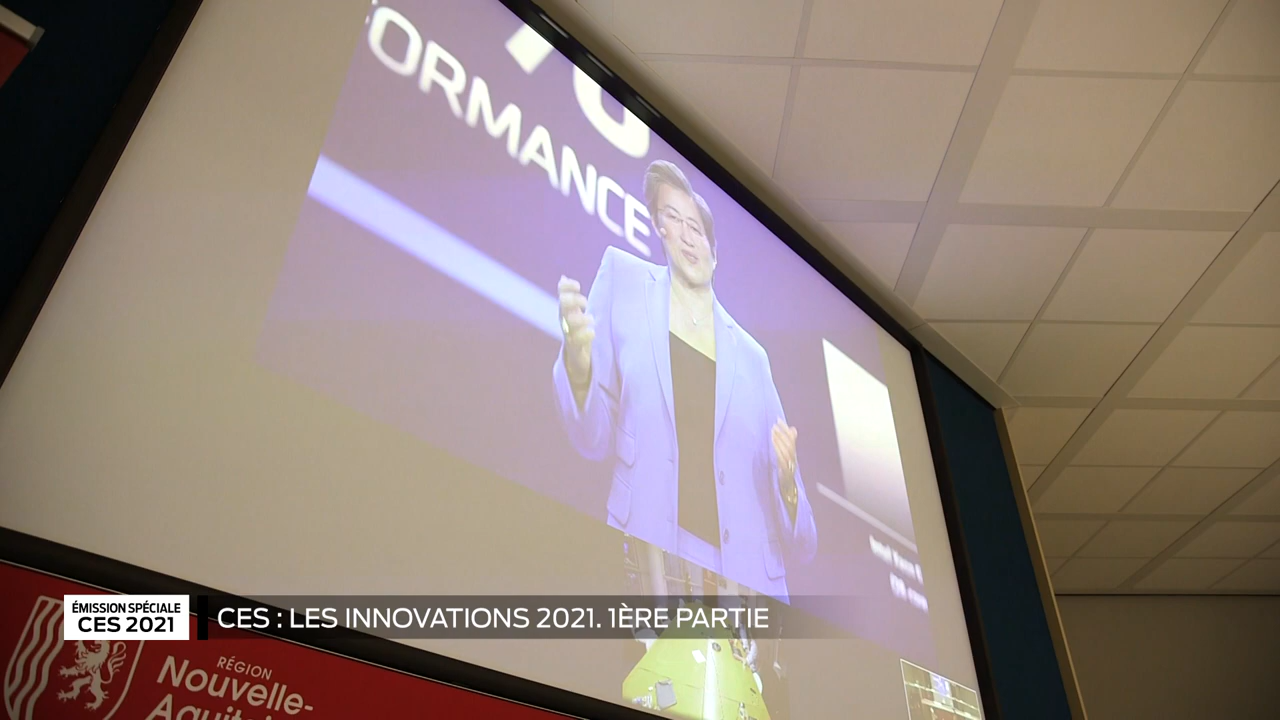 ORMANCE
ÉMISSION SPÉCIALE
CES 2021
CES : LES INNOVATIONS 2021. 1ÈRE PARTIE
RÉGION
Nouvelle-